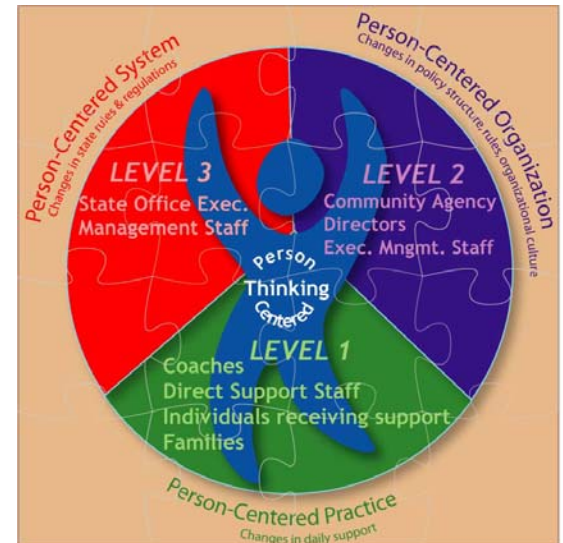 Person-Centered System
Changes in state rules & regulations
Person-Centered Organization
Changes in policy structure, rules, organizational culture
LEVEL 3
State Office Exec.
Management Staff
LEVEL 2
Community Agency
Directors
Exec. Mngmt. Staff
Person
Thinking
Centered
LEVEL 1
Coaches
Direct Support Staff
Individuals receiving support
Families
Person-Centered Practice
Changes in daily support